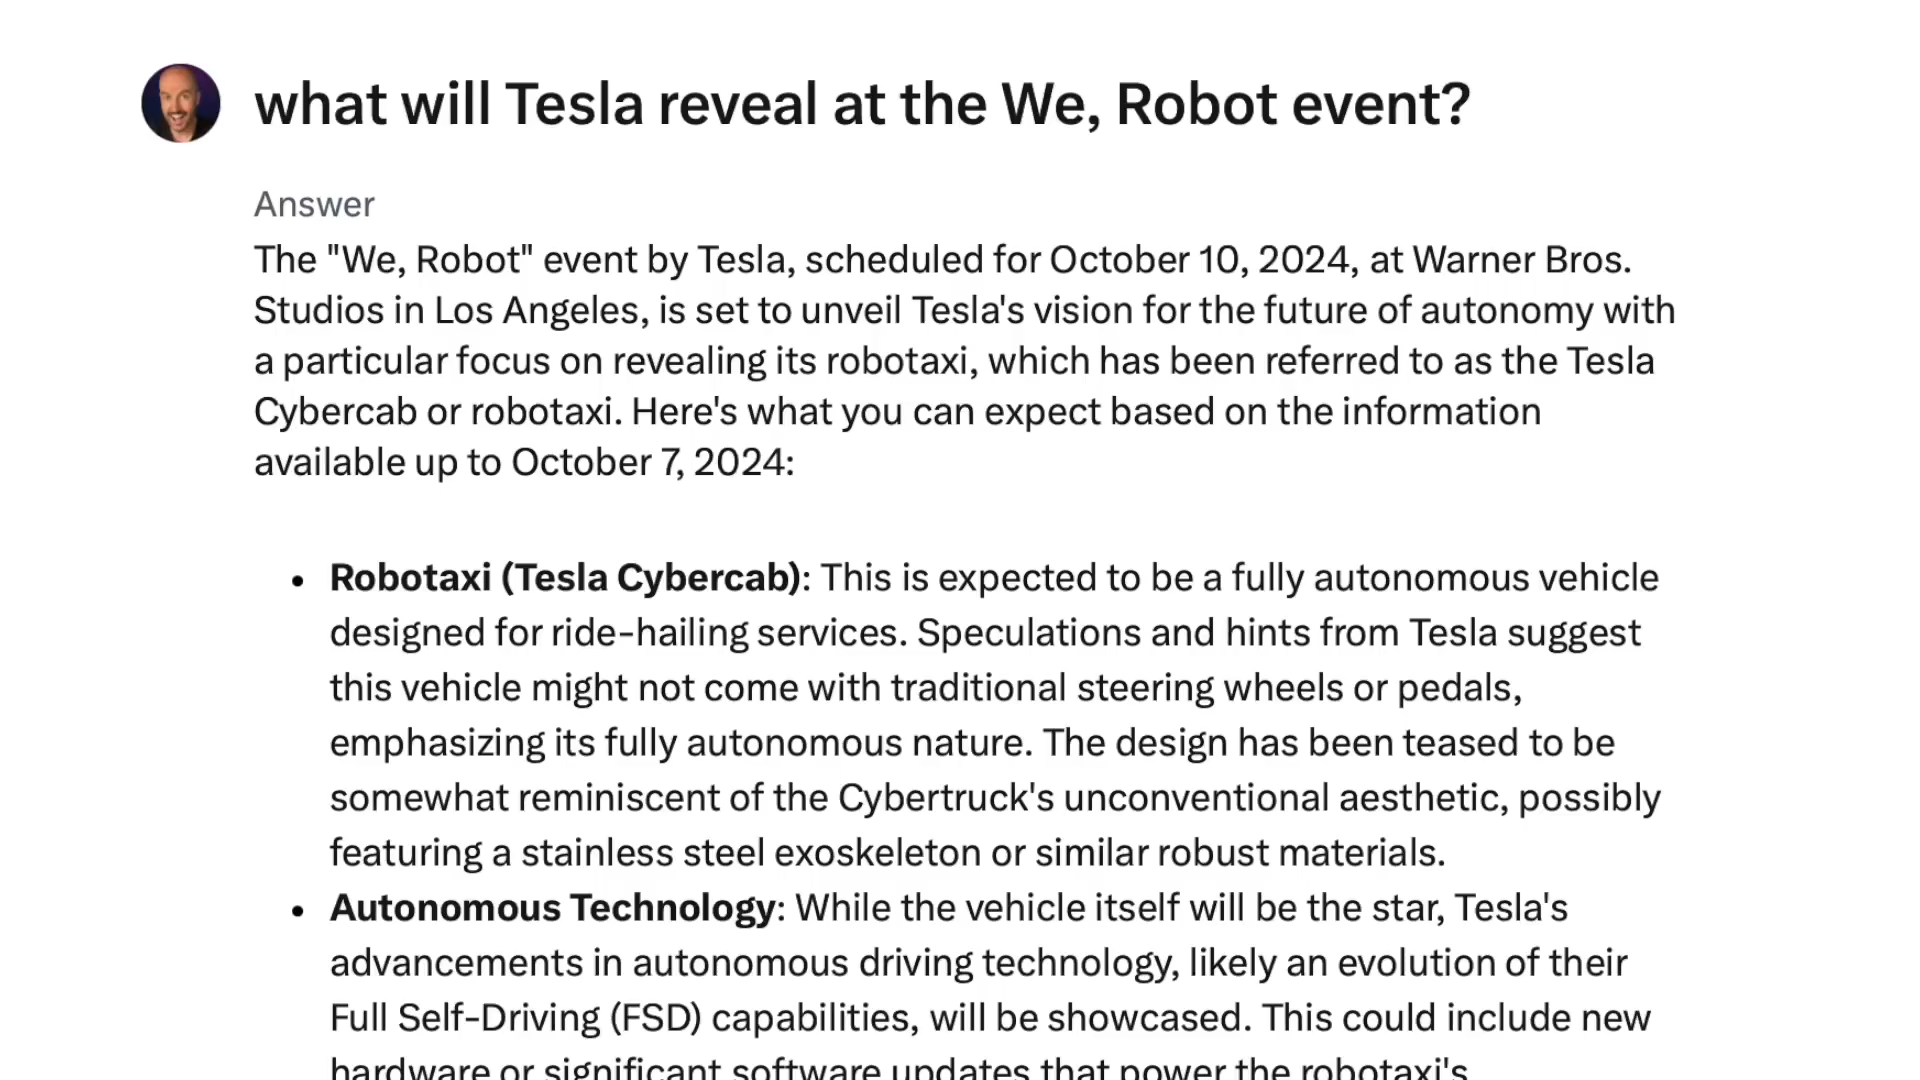 what will Tesla reveal at the We, Robot event?
Answer
The "We, Robot" event by Tesla, scheduled for October 10, 2024, at Warner Bros.
Studios in Los Angeles, is set to unveil Tesla's vision for the future of autonomy with
a particular focus on revealing its robotaxi, which has been referred to as the Tesla
Cybercab or robotaxi. Here's what you can expect based on the information
available up to October 7, 2024:
• Robotaxi (Tesla Cybercab): This is expected to be a fully autonomous vehicle
designed for ride-hailing services. Speculations and hints from Tesla suggest
this vehicle might not come with traditional steering wheels or pedals,
emphasizing its fully autonomous nature. The design has been teased to be
somewhat reminiscent of the Cybertruck's unconventional aesthetic, possibly
featuring a stainless steel exoskeleton or similar robust materials.
• Autonomous Technology: While the vehicle itself will be the star, Tesla's
advancements in autonomous driving technology, likely an evolution of their
Full Self-Driving (FSD) capabilities, will be showcased. This could include new
hardware or significant software updates that power the robotaxi's